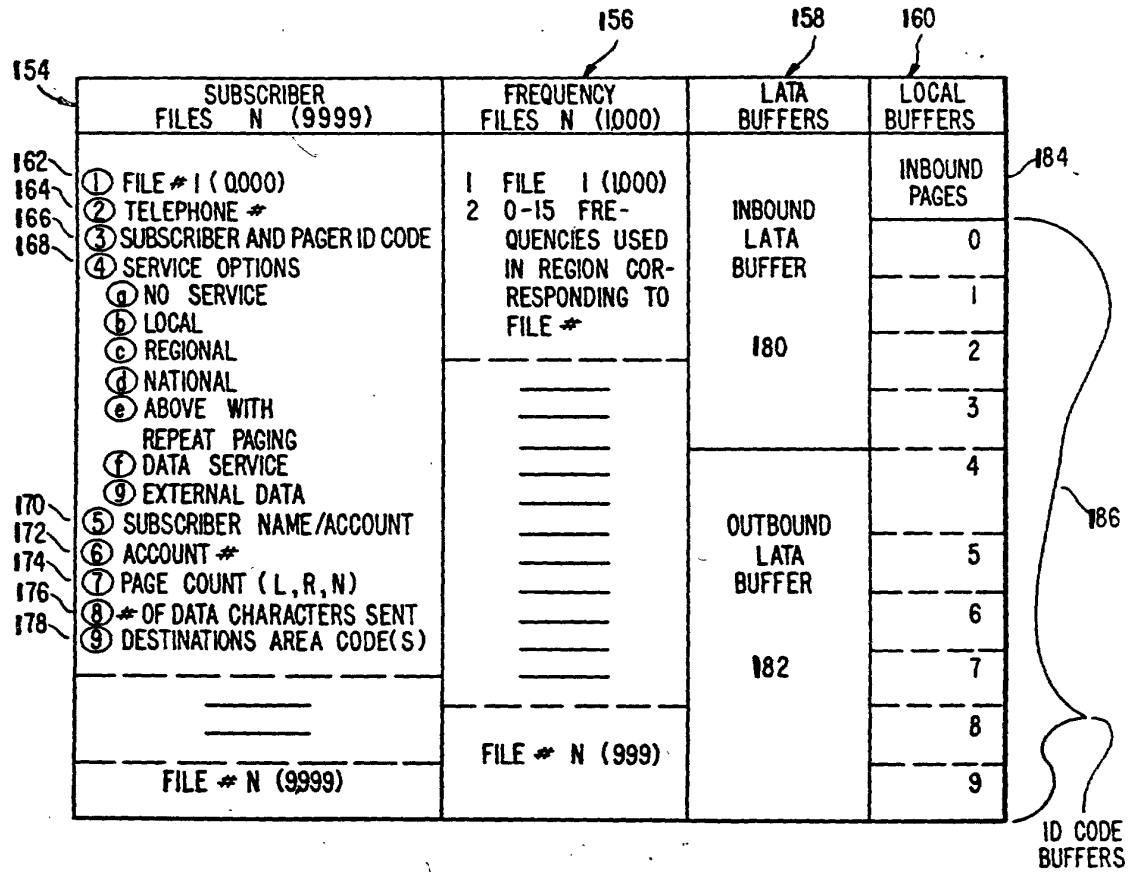 156
158
160
154
SUBSCRIBER
FILES N (9999)
FREQUENCY
FILES N (1,000)
LATA
BUFFERS
LOCAL
BUFFERS
162
① FILE # 1 (0,000)
164
② TELEPHONE #
166
③ SUBSCRIBER AND PAGER ID CODE
168
④ SERVICE OPTIONS
ⓐ NO SERVICE
ⓑ LOCAL
ⓒ REGIONAL
ⓓ NATIONAL
ⓔ ABOVE WITH
REPEAT PAGING
ⓕ DATA SERVICE
ⓖ EXTERNAL DATA
170
⑤ SUBSCRIBER NAME/ACCOUNT
172
⑥ ACCOUNT #
174
⑦ PAGE COUNT (L,R,N)
176
⑧ # OF DATA CHARACTERS SENT
178
⑨ DESTINATIONS AREA CODE(S)
FILE # N (9,999)
1 FILE 1 (1,000)
2 0-15 FRE-
QUENCIES USED
IN REGION COR-
RESPONDING TO
FILE #
FILE # N (999)
INBOUND
LATA
BUFFER
180
OUTBOUND
LATA
BUFFER
182
INBOUND
PAGES
184
0
1
2
3
4
5
6
7
8
9
186
ID CODE
BUFFERS